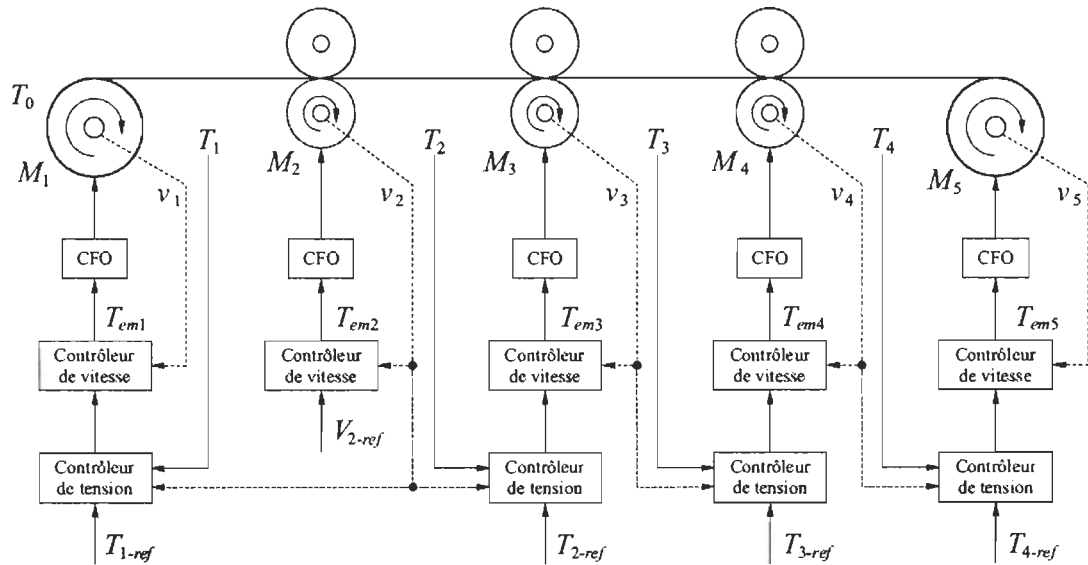 T₀
T₁
T₂
T₃
T₄
M₁
M₂
M₃
M₄
M₅
v₁
v₂
v₃
v₄
v₅
CFO
CFO
CFO
CFO
CFO
Tem1
Tem2
Tem3
Tem4
Tem5
Contrôleur
de vitesse
Contrôleur
de vitesse
Contrôleur
de vitesse
Contrôleur
de vitesse
Contrôleur
de vitesse
V2-ref
Contrôleur
de tension
Contrôleur
de tension
Contrôleur
de tension
Contrôleur
de tension
T1-ref
T2-ref
T3-ref
T4-ref